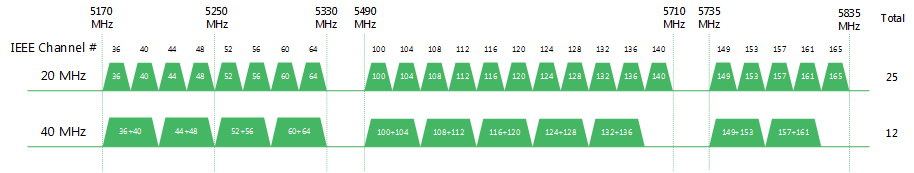 5170 MHz 5250 MHz 5330 MHz 5490 MHz 5710 MHz 5735 MHz 5835 MHz Total
IEEE Channel # 36 40 44 48 52 56 60 64 100 104 108 112 116 120 124 128 132 136 140 149 153 157 161 165
20 MHz 36 40 44 48 52 56 60 64 100 104 108 112 116 120 124 128 132 136 140 149 153 157 161 165 25
40 MHz 36+40 44+48 52+56 60+64 100+104 108+112 116+120 124+128 132+136 149+153 157+161 12